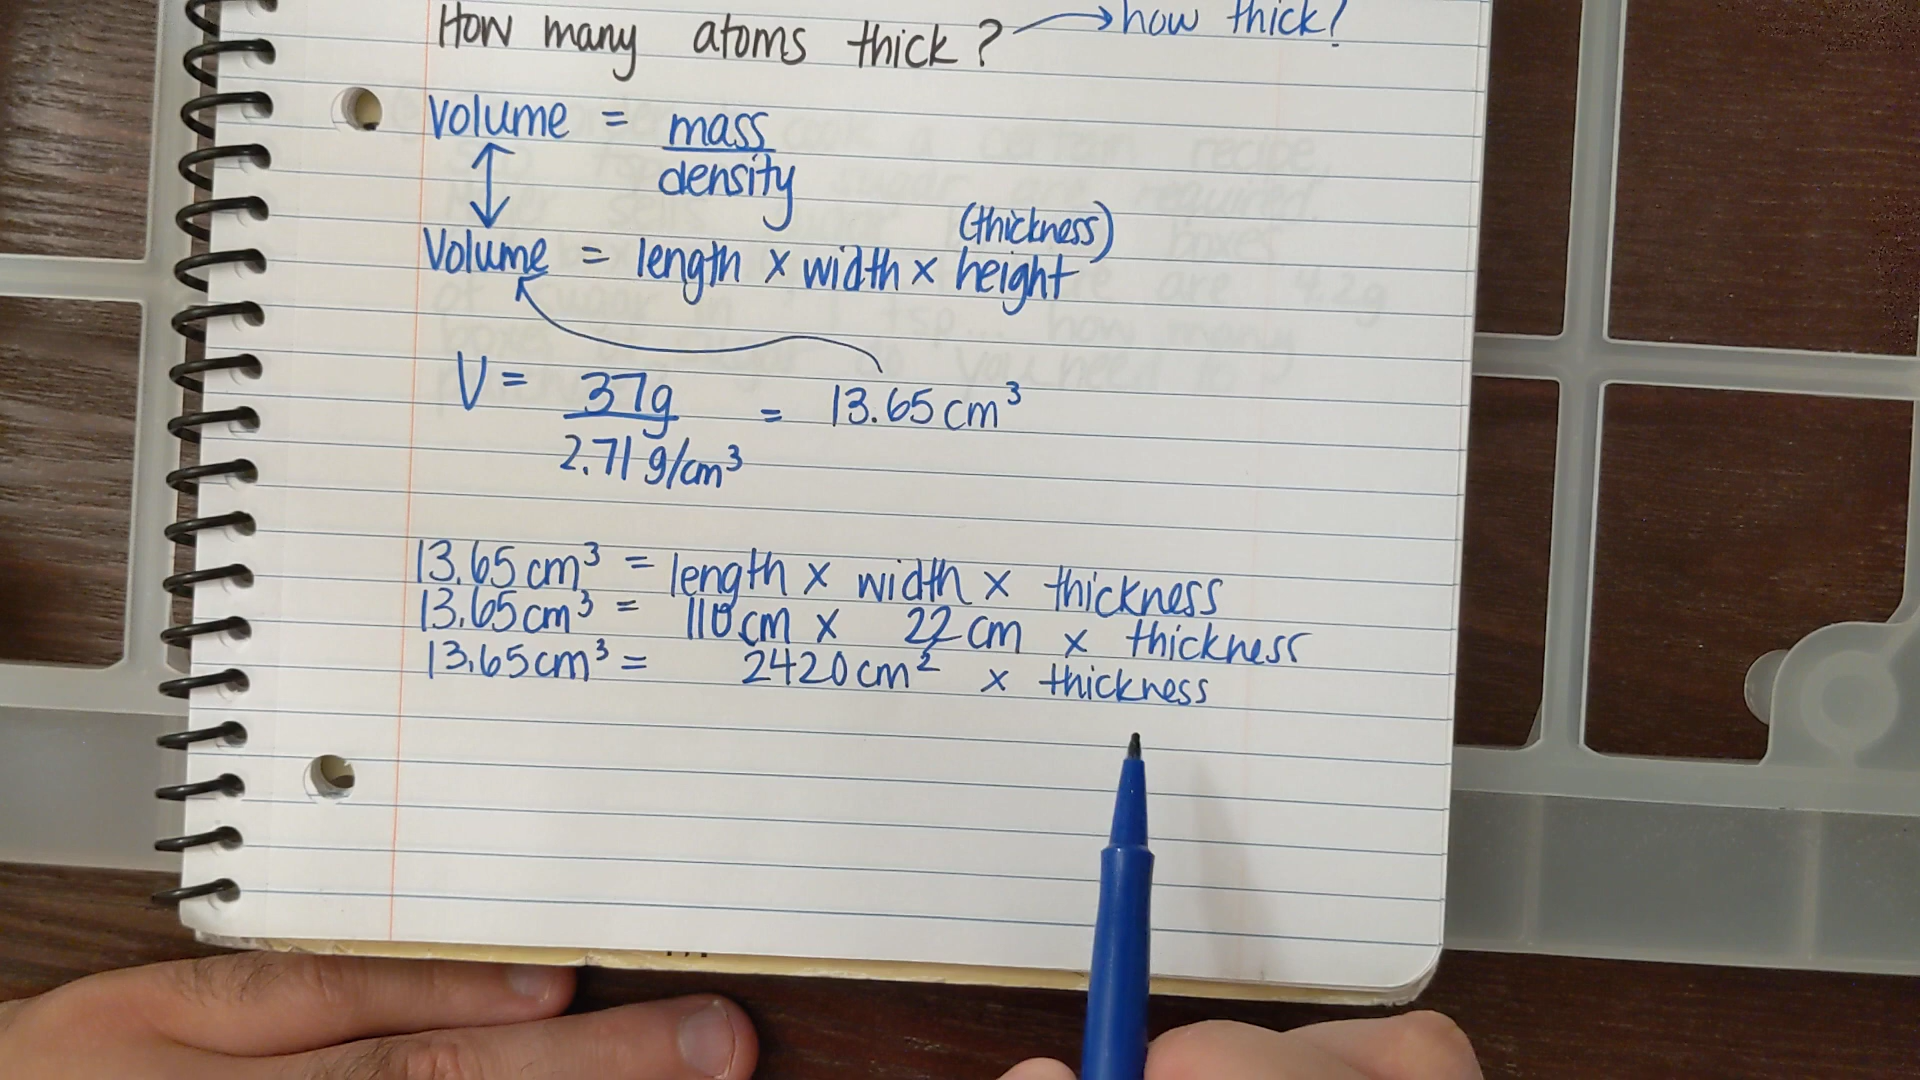 How many atoms thick? → how thick?
Volume = mass
density
(thickness)
Volume = length x width x height
V = 37g = 13.65 cm³
2.71 g/cm³
13.65 cm³ = length x width x thickness
13.65 cm³ = 110 cm x 22 cm x thickness
13.65 cm³ = 2420 cm² x thickness